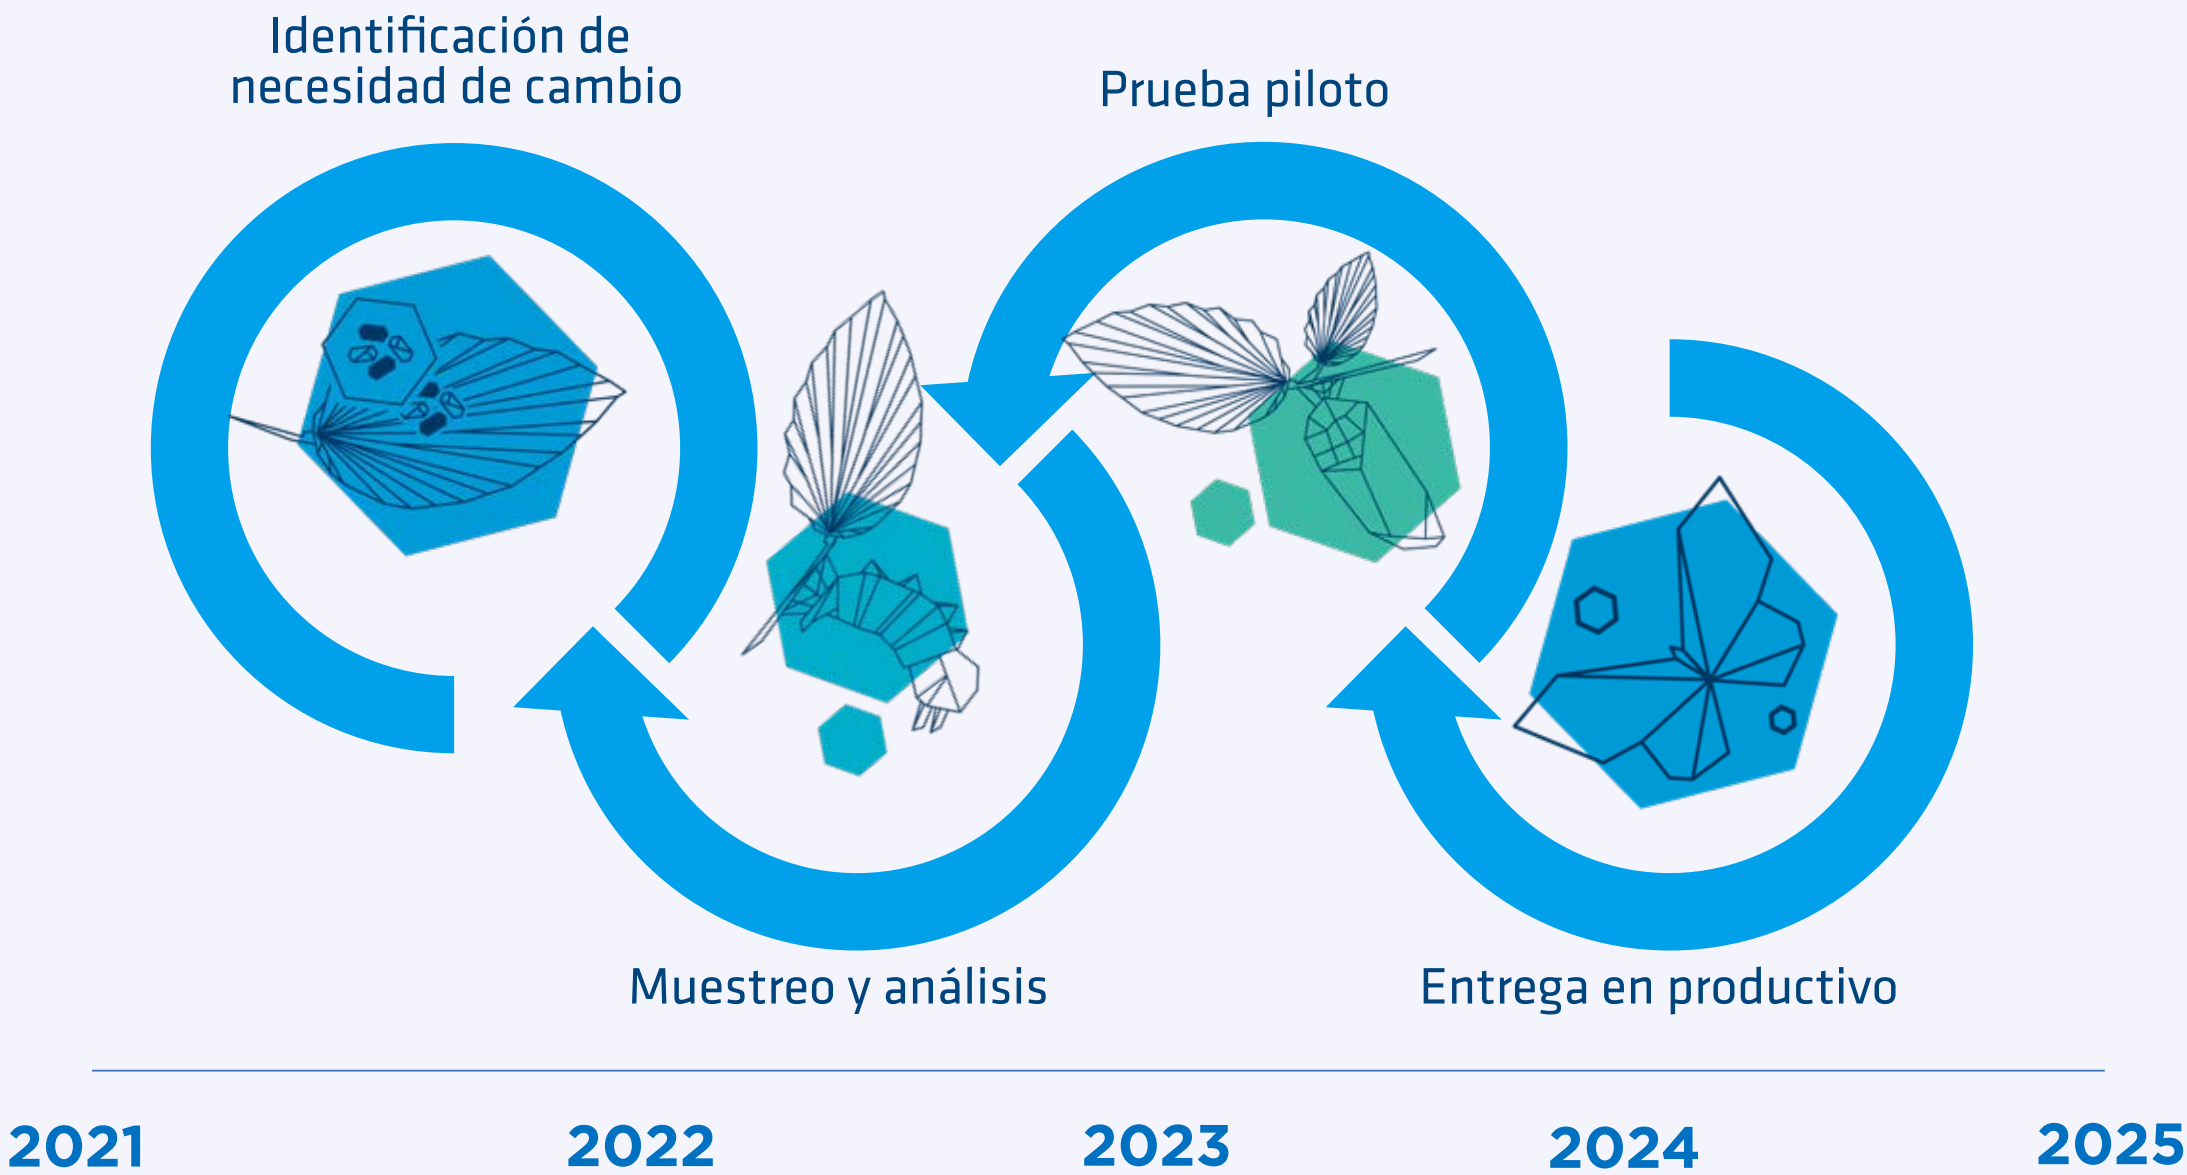 Identificación de
necesidad de cambio
Prueba piloto
Muestreo y análisis
Entrega en productivo
2021
2022
2023
2024
2025